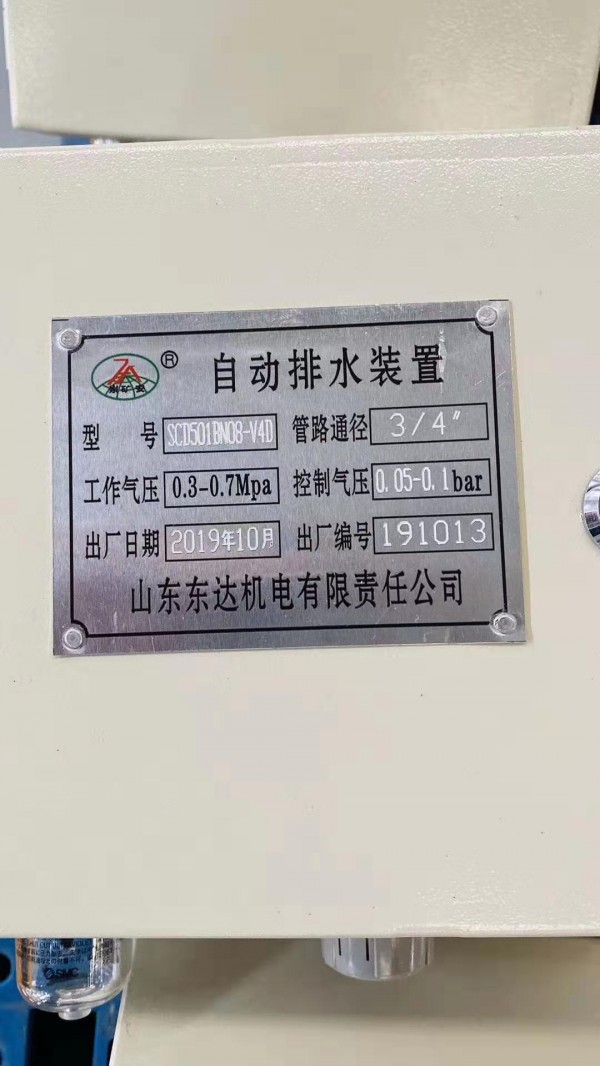 ® 自动排水装置
型 号 SCD501BN08-V4D 管路通径 3/4"
工作气压 0.3-0.7Mpa 控制气压 0.05-0.1bar
出厂日期 2019年10月 出厂编号 191013
山东东达机电有限责任公司
SMC